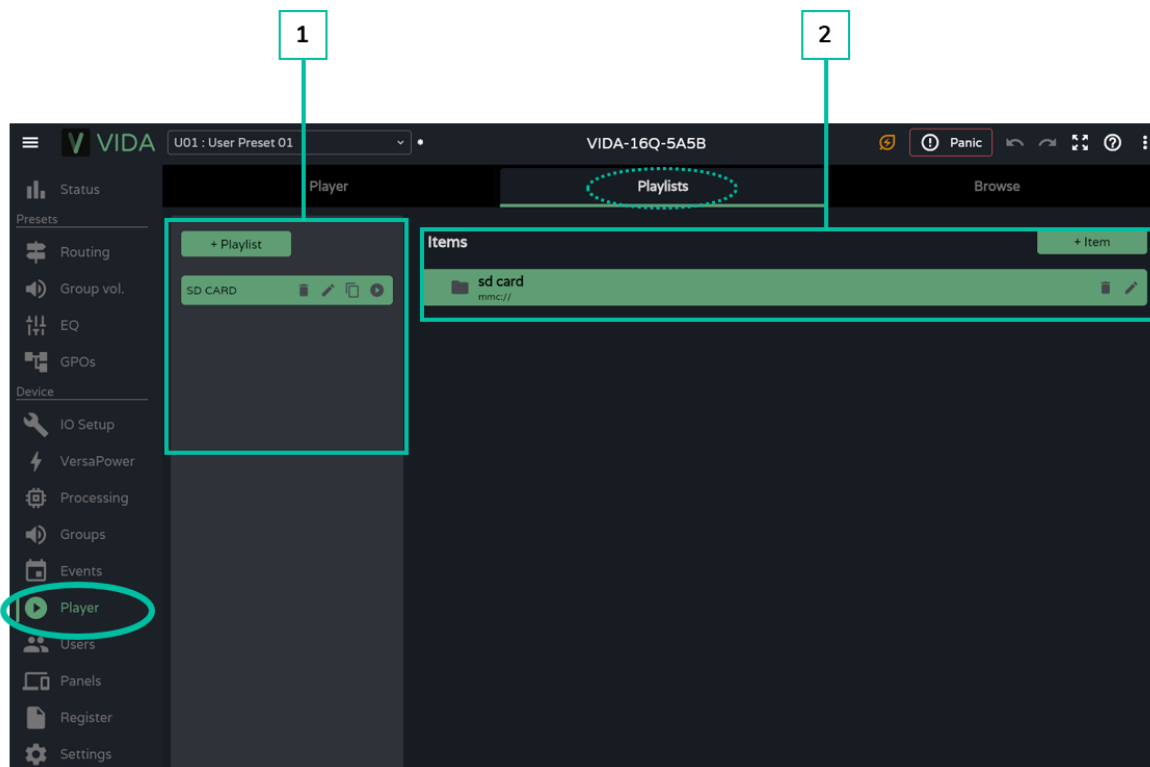 1
2
VIDA
U01 : User Preset 01
VIDA-16Q-5A5B
Panic
Status
Presets
Routing
Group vol.
EQ
GPOs
Device
IO Setup
VersaPower
Processing
Groups
Events
Player
Users
Panels
Register
Settings
Player
Playlists
Browse
+ Playlist
SD CARD
Items
+ Item
sd card
mmc://